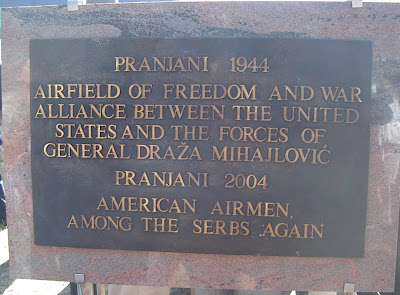 PRANJANI 1944
AIRFIELD OF FREEDOM AND WAR
ALLIANCE BETWEEN THE UNITED
STATES AND THE FORCES OF
GENERAL DRAŽA MIHAJLOVIĆ
PRANJANI 2004
AMERICAN AIRMEN,
AMONG THE SERBS, AGAIN